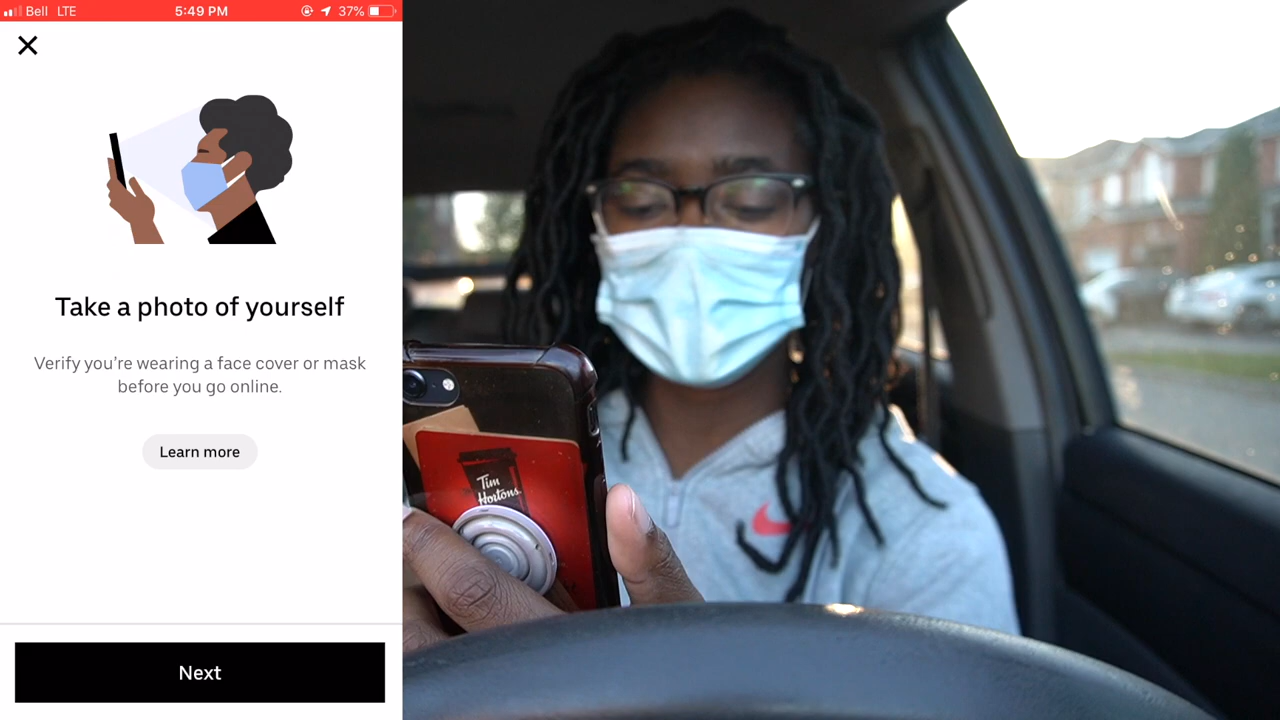 Bell LTE 5:49 PM 37%
Take a photo of yourself
Verify you're wearing a face cover or mask
before you go online.
Learn more
Next
Tim
Hortons